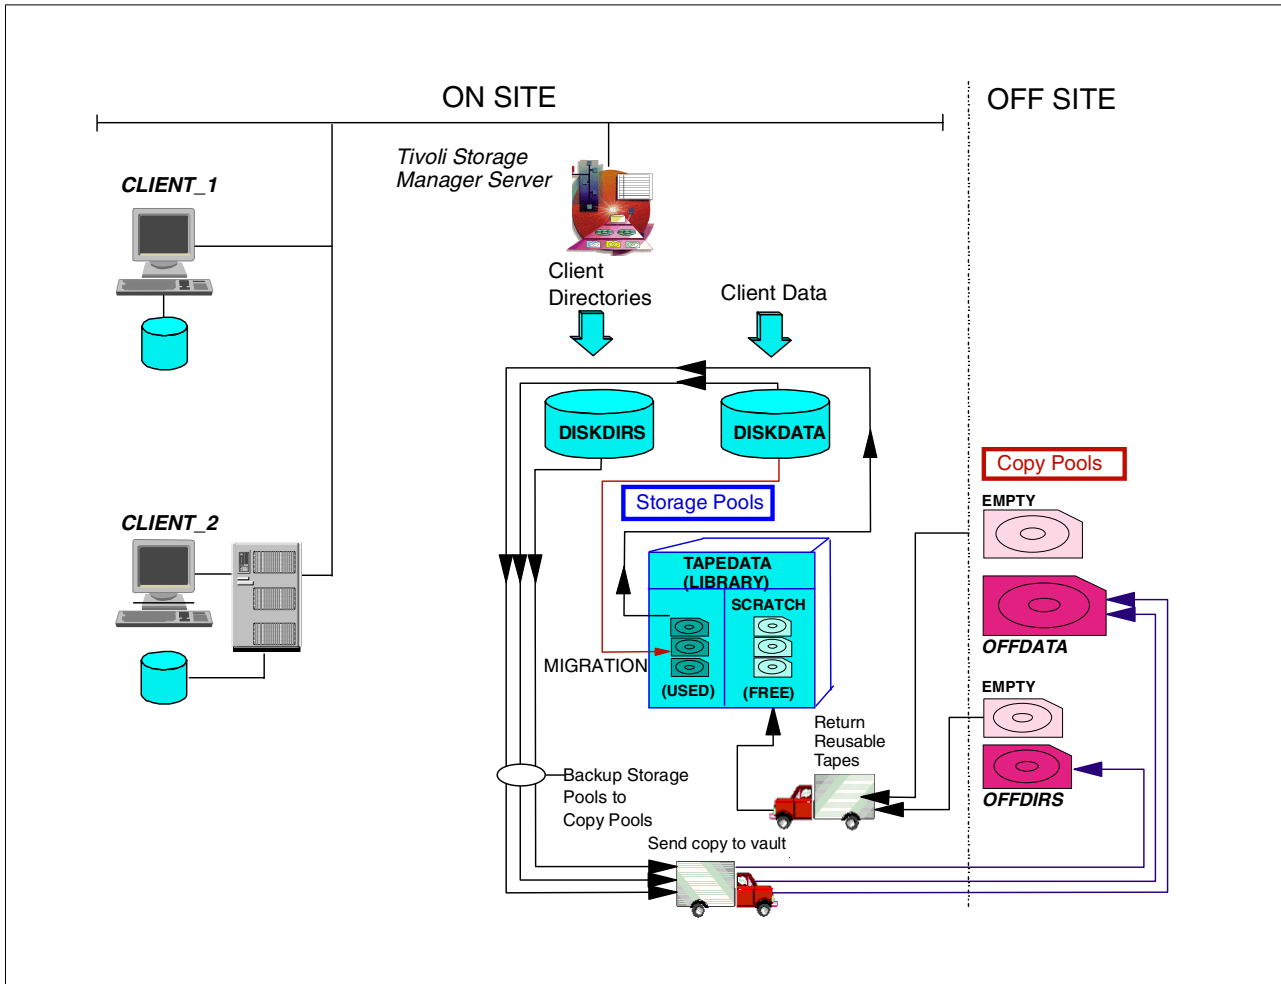 ON SITE
OFF SITE
Tivoli Storage
Manager Server
CLIENT_1
Client
Directories
Client Data
DISKDIRS
DISKDATA
Copy Pools
Storage Pools
EMPTY
CLIENT_2
TAPEDATA
(LIBRARY)
SCRATCH
OFFDATA
MIGRATION
(USED)
(FREE)
EMPTY
Return
Reusable
Tapes
OFFDIRS
Backup Storage
Pools to
Copy Pools
Send copy to vault